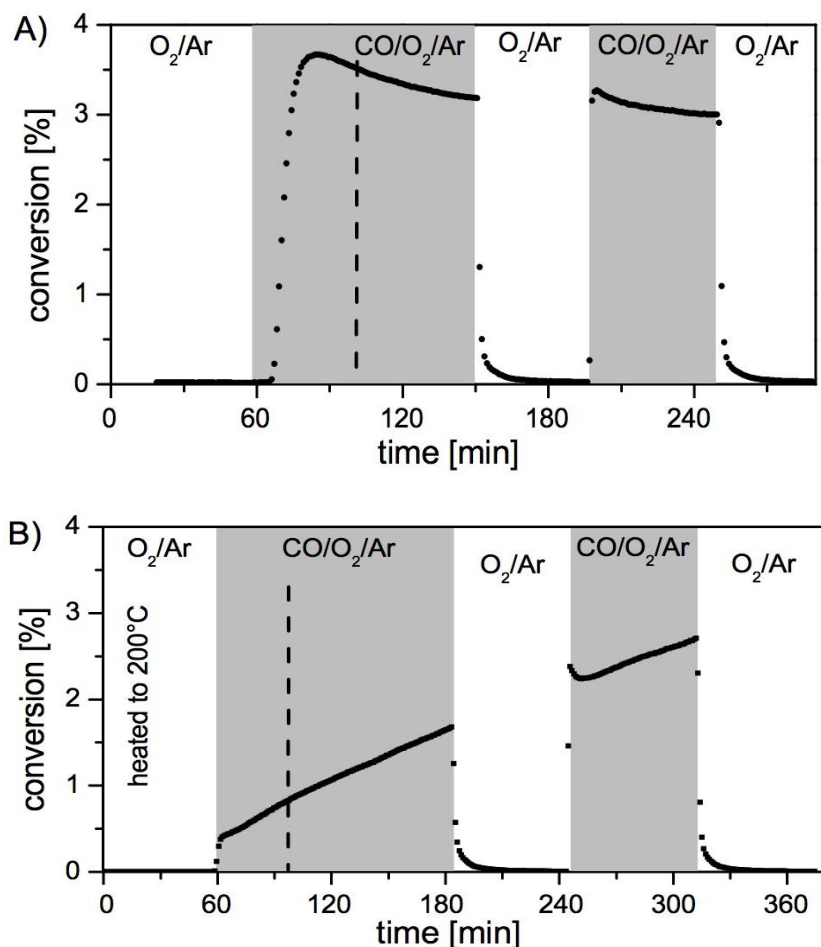 A)
O₂/Ar
CO/O₂/Ar
O₂/Ar
CO/O₂/Ar
O₂/Ar
4
3
2
1
0
conversion [%]
0
60
120
180
240
time [min]
B)
O₂/Ar
CO/O₂/Ar
O₂/Ar
CO/O₂/Ar
O₂/Ar
4
3
2
1
0
conversion [%]
heated to 200°C
0
60
120
180
240
300
360
time [min]